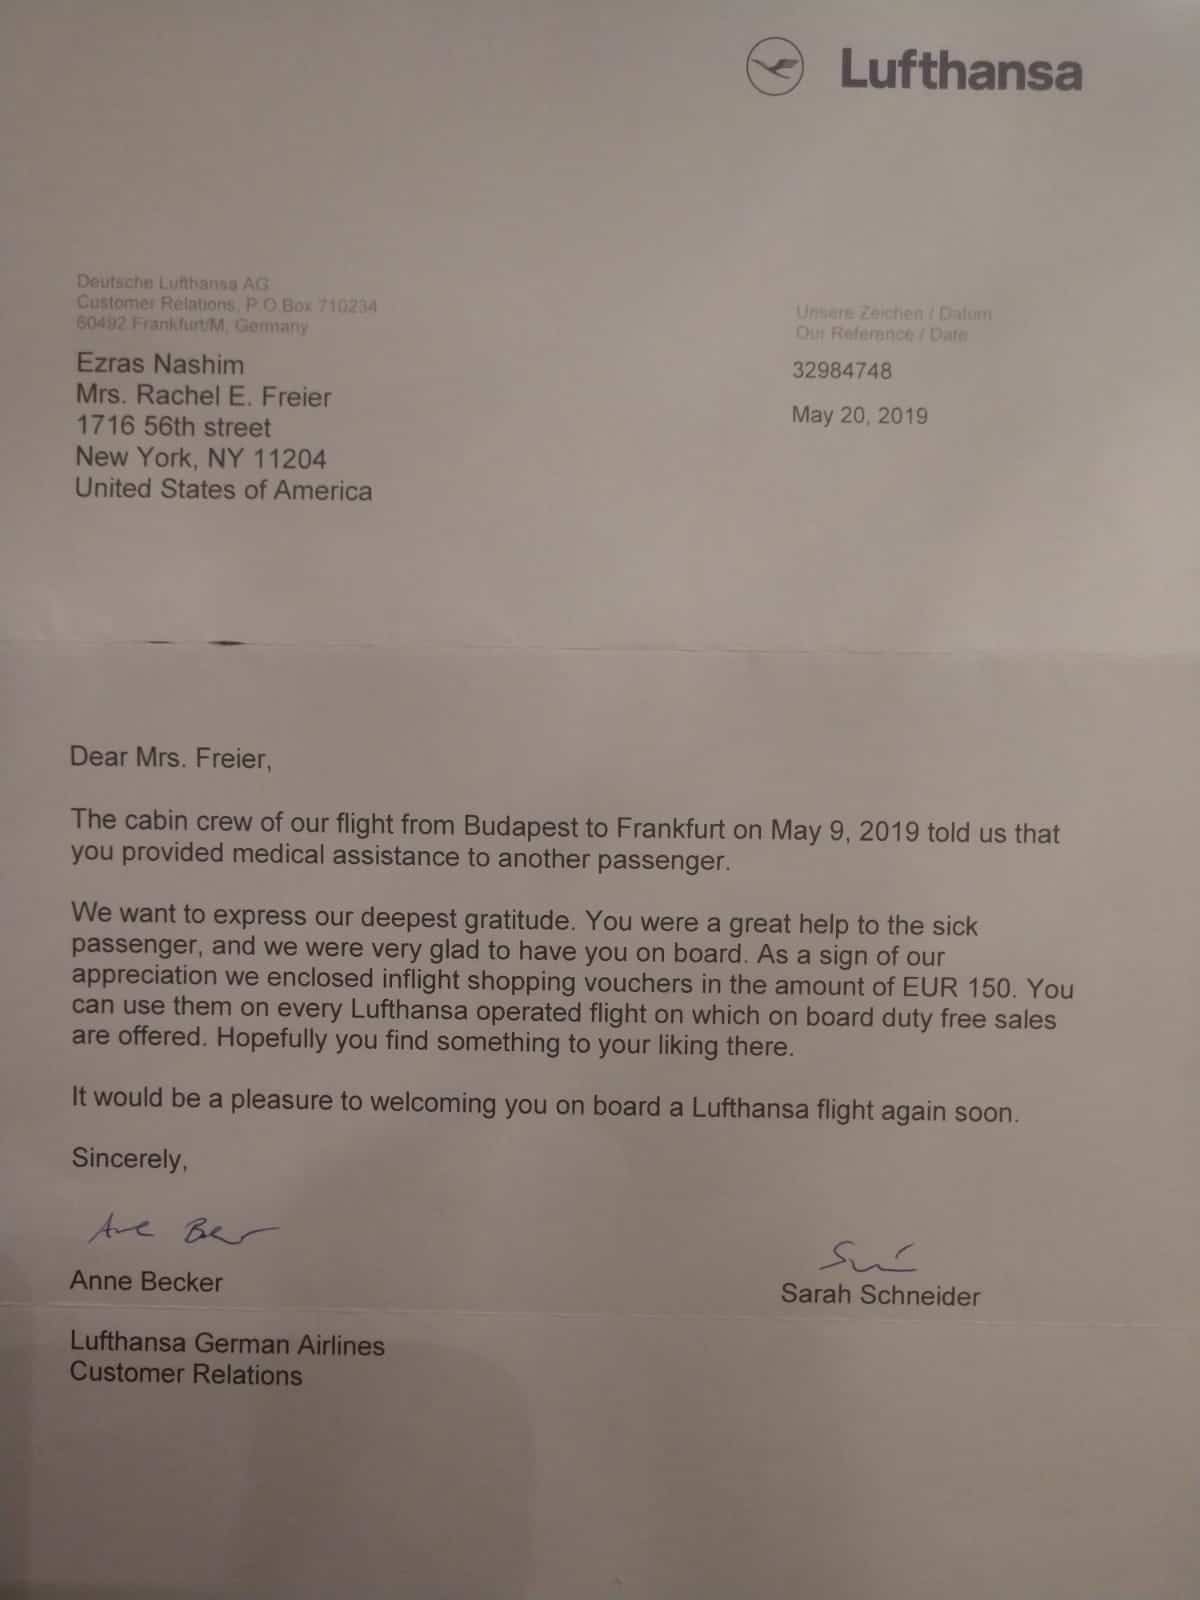 Lufthansa
Deutsche Lufthansa AG
Customer Relations, P.O.Box 710234
60492 Frankfurt/M, Germany
Unsere Zeichen / Datum
Our Reference / Date
Ezras Nashim
Mrs. Rachel E. Freier
1716 56th street
New York, NY 11204
United States of America
32984748
May 20, 2019
Dear Mrs. Freier,
The cabin crew of our flight from Budapest to Frankfurt on May 9, 2019 told us that
you provided medical assistance to another passenger.
We want to express our deepest gratitude. You were a great help to the sick
passenger, and we were very glad to have you on board. As a sign of our
appreciation we enclosed inflight shopping vouchers in the amount of EUR 150. You
can use them on every Lufthansa operated flight on which on board duty free sales
are offered. Hopefully you find something to your liking there.
It would be a pleasure to welcoming you on board a Lufthansa flight again soon.
Sincerely,
Anne Becker
Sarah Schneider
Lufthansa German Airlines
Customer Relations